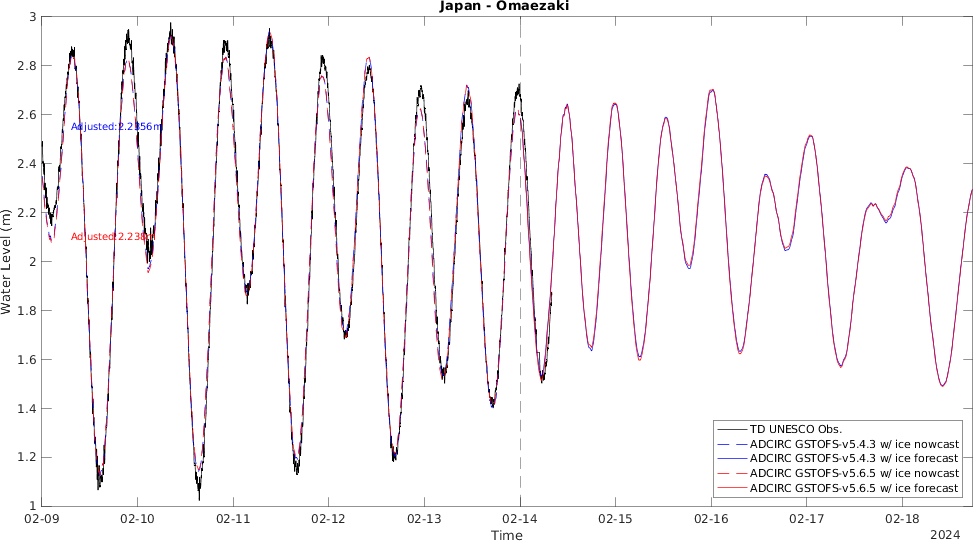 Japan - Omaezaki
3
2.8
2.6
2.4
2.2
2
1.8
1.6
1.4
1.2
1
Water Level (m)
Adjusted:2.2356m
Adjusted:2.238m
TD UNESCO Obs.
ADCIRC GSTOFS-v5.4.3 w/ ice nowcast
ADCIRC GSTOFS-v5.4.3 w/ ice forecast
ADCIRC GSTOFS-v5.6.5 w/ ice nowcast
ADCIRC GSTOFS-v5.6.5 w/ ice forecast
02-09 02-10 02-11 02-12 02-13 02-14 02-15 02-16 02-17 02-18
Time
2024